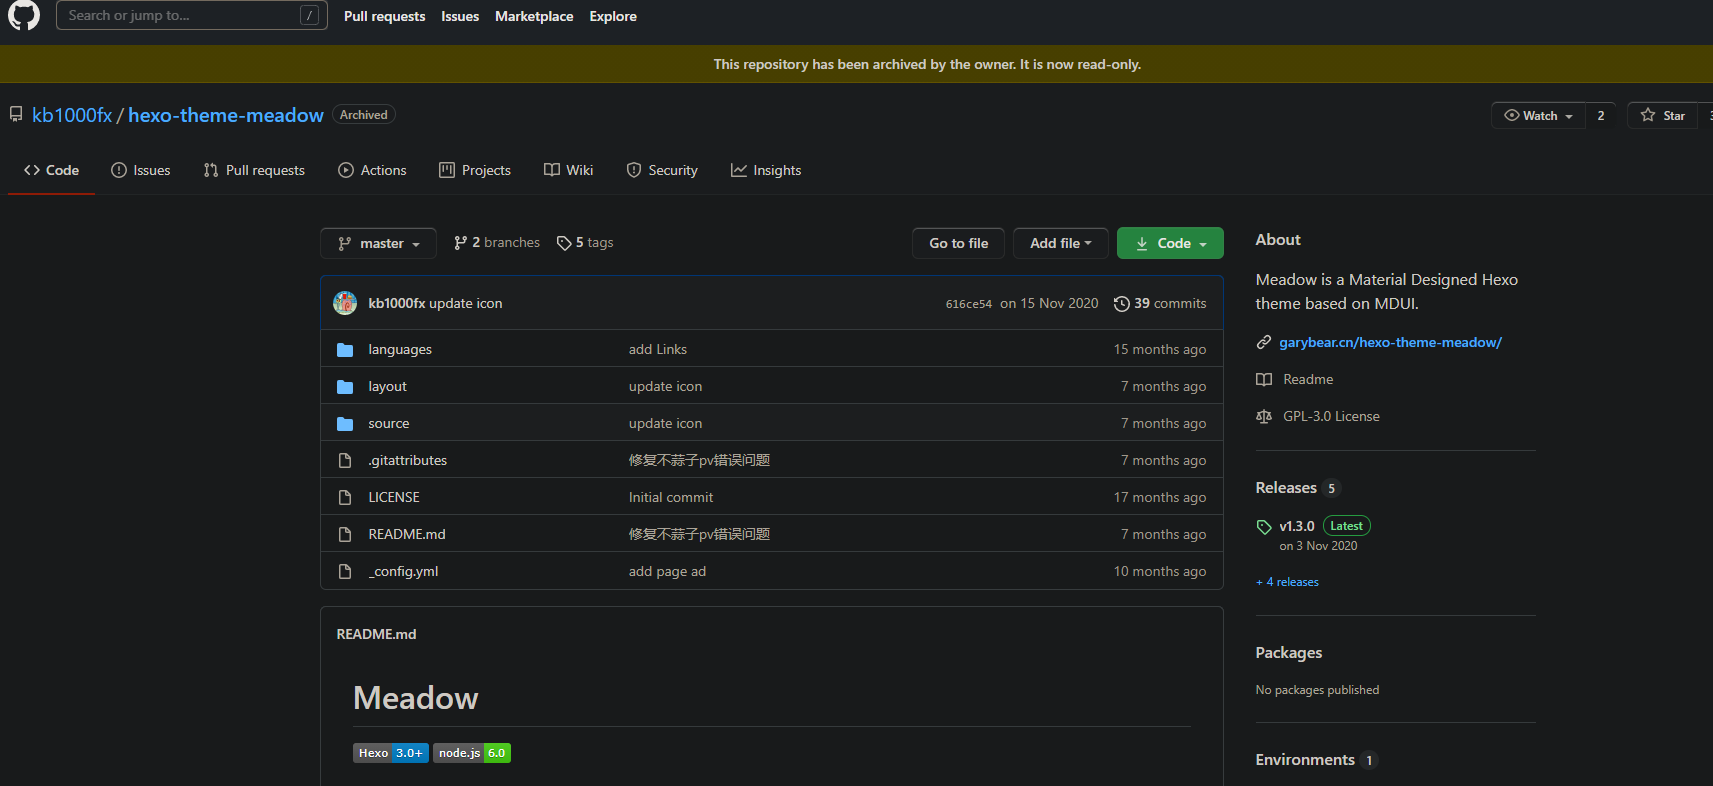 Search or jump to... /
Pull requests Issues Marketplace Explore
This repository has been archived by the owner. It is now read-only.
kb1000fx / hexo-theme-meadow Archived
Watch 2 Star
Code Issues Pull requests Actions Projects Wiki Security Insights
master 2 branches 5 tags Go to file Add file Code
kb1000fx update icon 616ce54 on 15 Nov 2020 39 commits
languages add Links 15 months ago
layout update icon 7 months ago
source update icon 7 months ago
.gitattributes 修复不蒜子pv错误问题 7 months ago
LICENSE Initial commit 17 months ago
README.md 修复不蒜子pv错误问题 7 months ago
_config.yml add page ad 10 months ago
README.md
Meadow
Hexo 3.0+ node.js 6.0
About
Meadow is a Material Designed Hexo
theme based on MDUI.
garybear.cn/hexo-theme-meadow/
Readme
GPL-3.0 License
Releases 5
v1.3.0 Latest
on 3 Nov 2020
+ 4 releases
Packages
No packages published
Environments 1